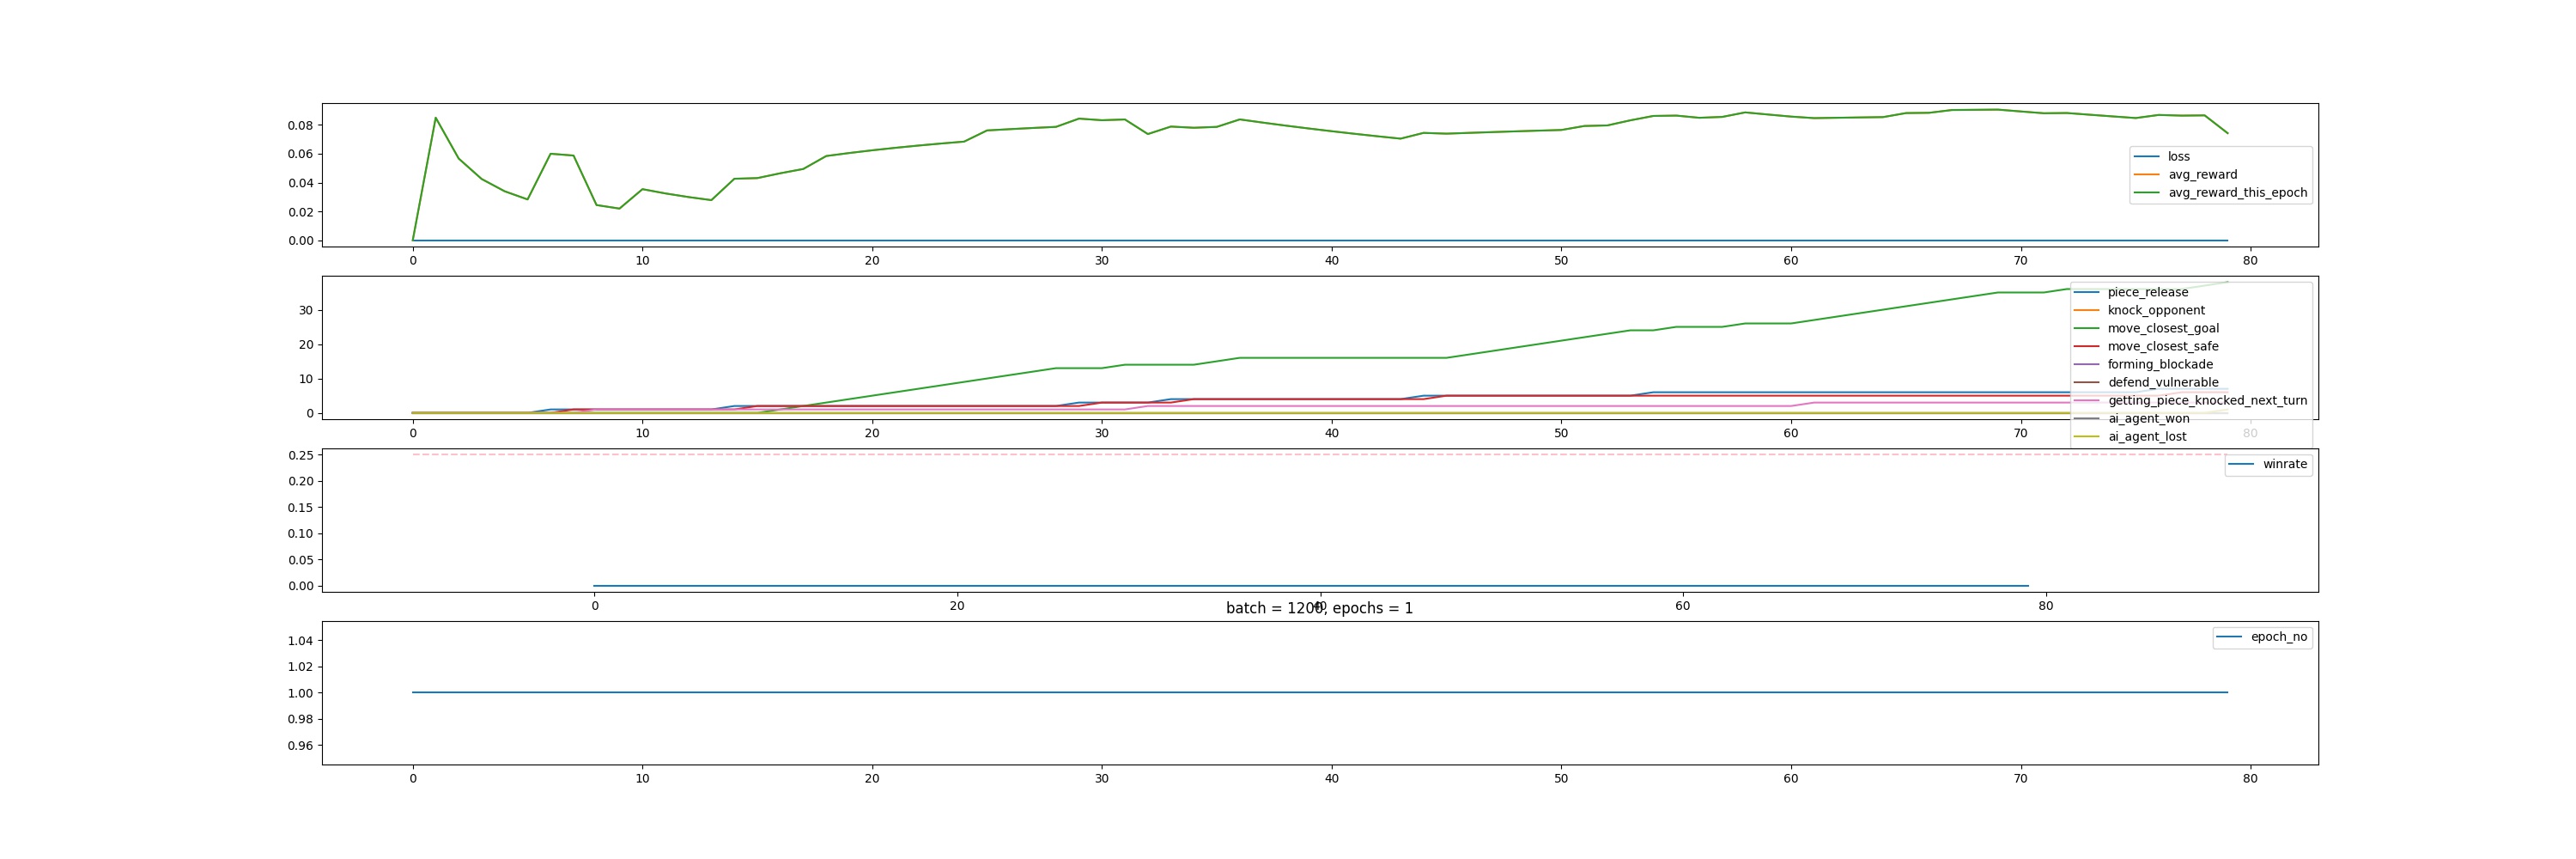 0.08
0.06
0.04
0.02
0.00
loss
avg_reward
avg_reward_this_epoch
0 10 20 30 40 50 60 70 80
30
20
10
0
piece_release
knock_opponent
move_closest_goal
move_closest_safe
forming_blockade
defend_vulnerable
getting_piece_knocked_next_turn
ai_agent_won
ai_agent_lost
0 10 20 30 40 50 60 70 80
0.25
0.20
0.15
0.10
0.05
0.00
winrate
0 20 40 60 80
batch = 1200, epochs = 1
1.04
1.02
1.00
0.98
0.96
epoch_no
0 10 20 30 40 50 60 70 80